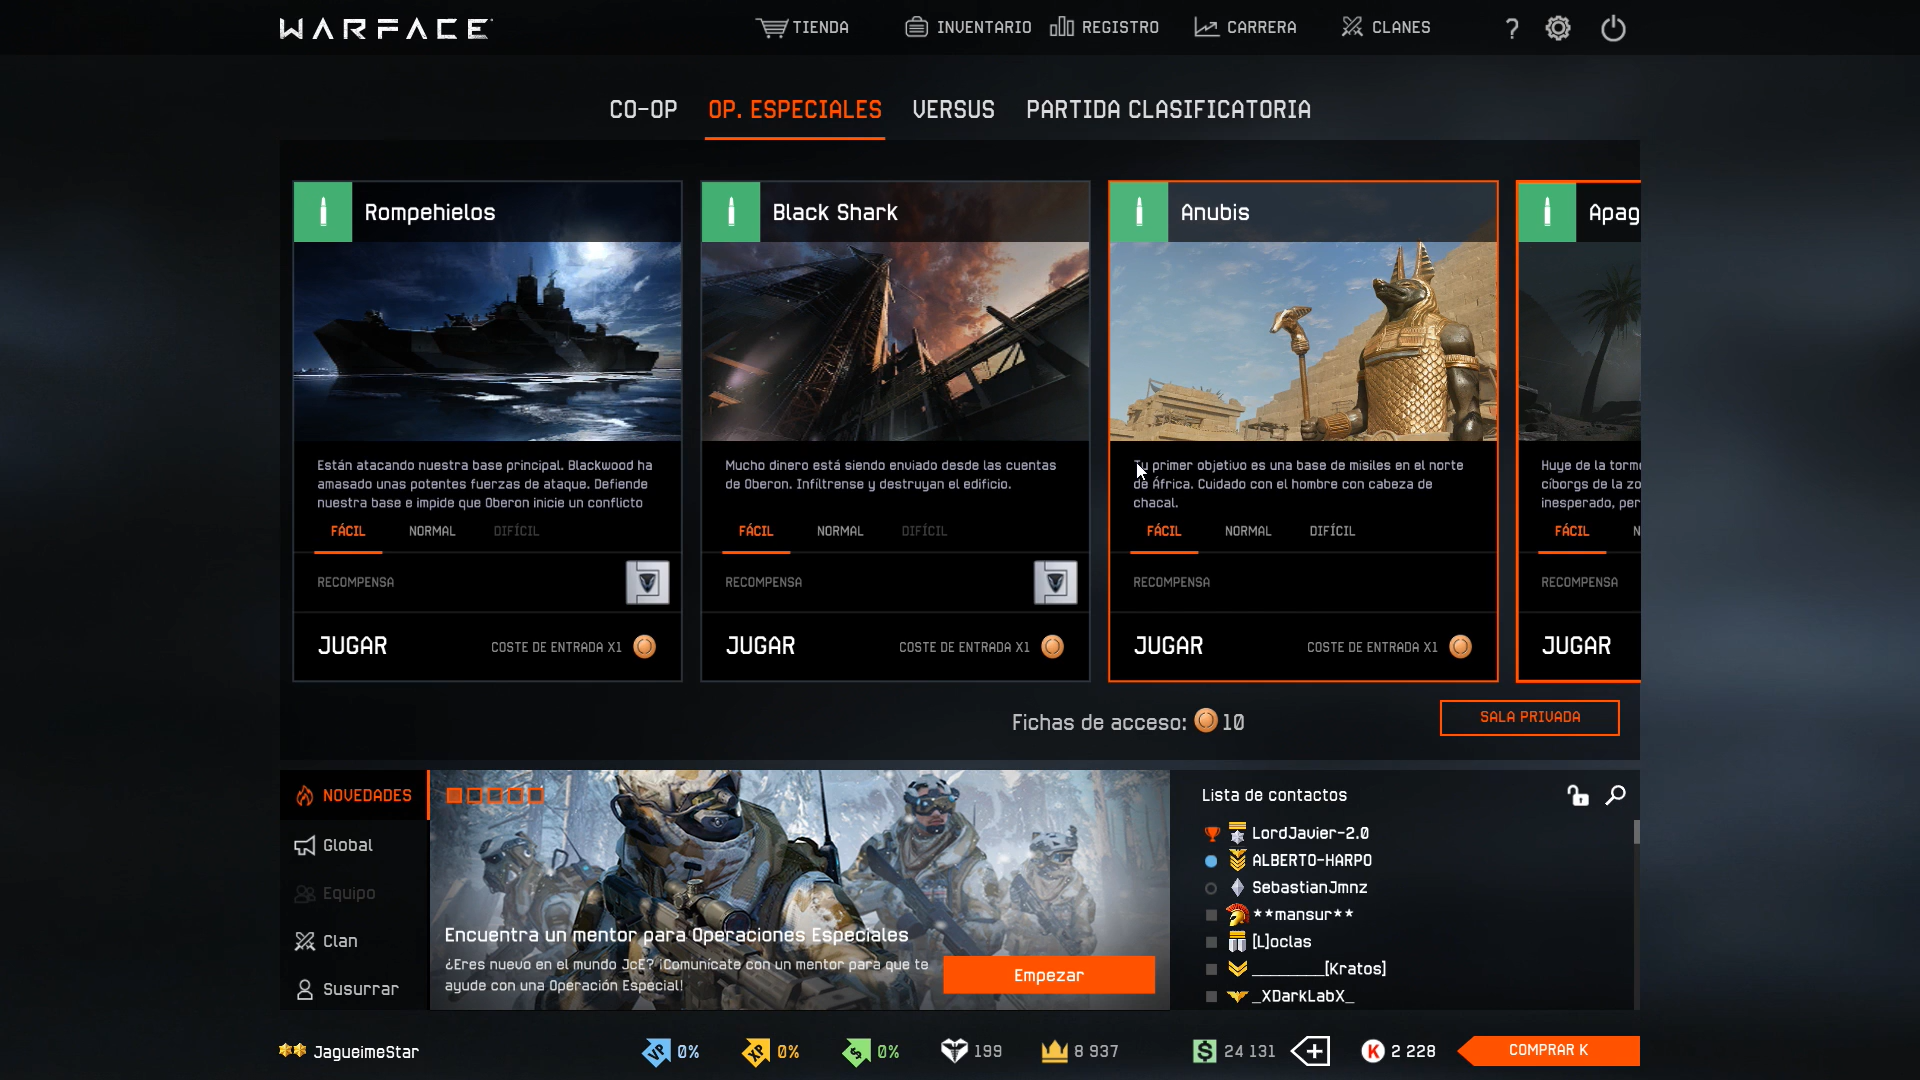 WARFACE
TIENDA
INVENTARIO
REGISTRO
CARRERA
CLANES
?
CO-OP
OP. ESPECIALES
VERSUS
PARTIDA CLASIFICATORIA
Rompehielos
Están atacando nuestra base principal. Blackwood ha
amasado unas potentes fuerzas de ataque. Defiende
nuestra base e impide que Oberon inicie un conflicto
FÁCIL NORMAL DIFÍCIL
RECOMPENSA
JUGAR
COSTE DE ENTRADA X1
Black Shark
Mucho dinero está siendo enviado desde las cuentas
de Oberon. Infíltrense y destruyan el edificio.
FÁCIL NORMAL DIFÍCIL
RECOMPENSA
JUGAR
COSTE DE ENTRADA X1
Anubis
Tu primer objetivo es una base de misiles en el norte
de África. Cuidado con el hombre con cabeza de
chacal.
FÁCIL NORMAL DIFÍCIL
RECOMPENSA
JUGAR
COSTE DE ENTRADA X1
Apag
Huye de la torme
cíborgs de la zo
inesperado, per
FÁCIL N
RECOMPENSA
JUGAR
Fichas de acceso: 10
SALA PRIVADA
NOVEDADES
Global
Equipo
Clan
Susurrar
Encuentra un mentor para Operaciones Especiales
¿Eres nuevo en el mundo JcE? ¡Comunícate con un mentor para que te
ayude con una Operación Especial!
Empezar
Lista de contactos
LordJavier-2.0
ALBERTO-HARPO
SebastianJmnz
**mansur**
[L]oclas
_________[Kratos]
_XDarkLabX_
JagueimeStar
VP 0%
XP 0%
$ 0%
199
8 937
$ 24 131
K 2 228
COMPRAR K